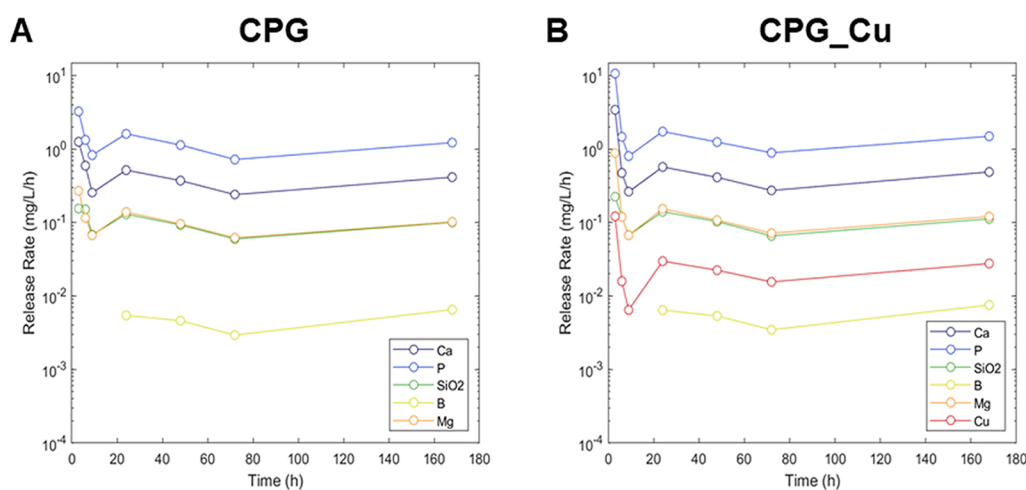 A
CPG
10^1
10^0
10^-1
10^-2
10^-3
10^-4
Release Rate (mg/L/h)
Ca
P
SiO2
B
Mg
0 20 40 60 80 100 120 140 160 180
Time (h)
B
CPG_Cu
10^1
10^0
10^-1
10^-2
10^-3
10^-4
Release Rate (mg/L/h)
Ca
P
SiO2
B
Mg
Cu
0 20 40 60 80 100 120 140 160 180
Time (h)